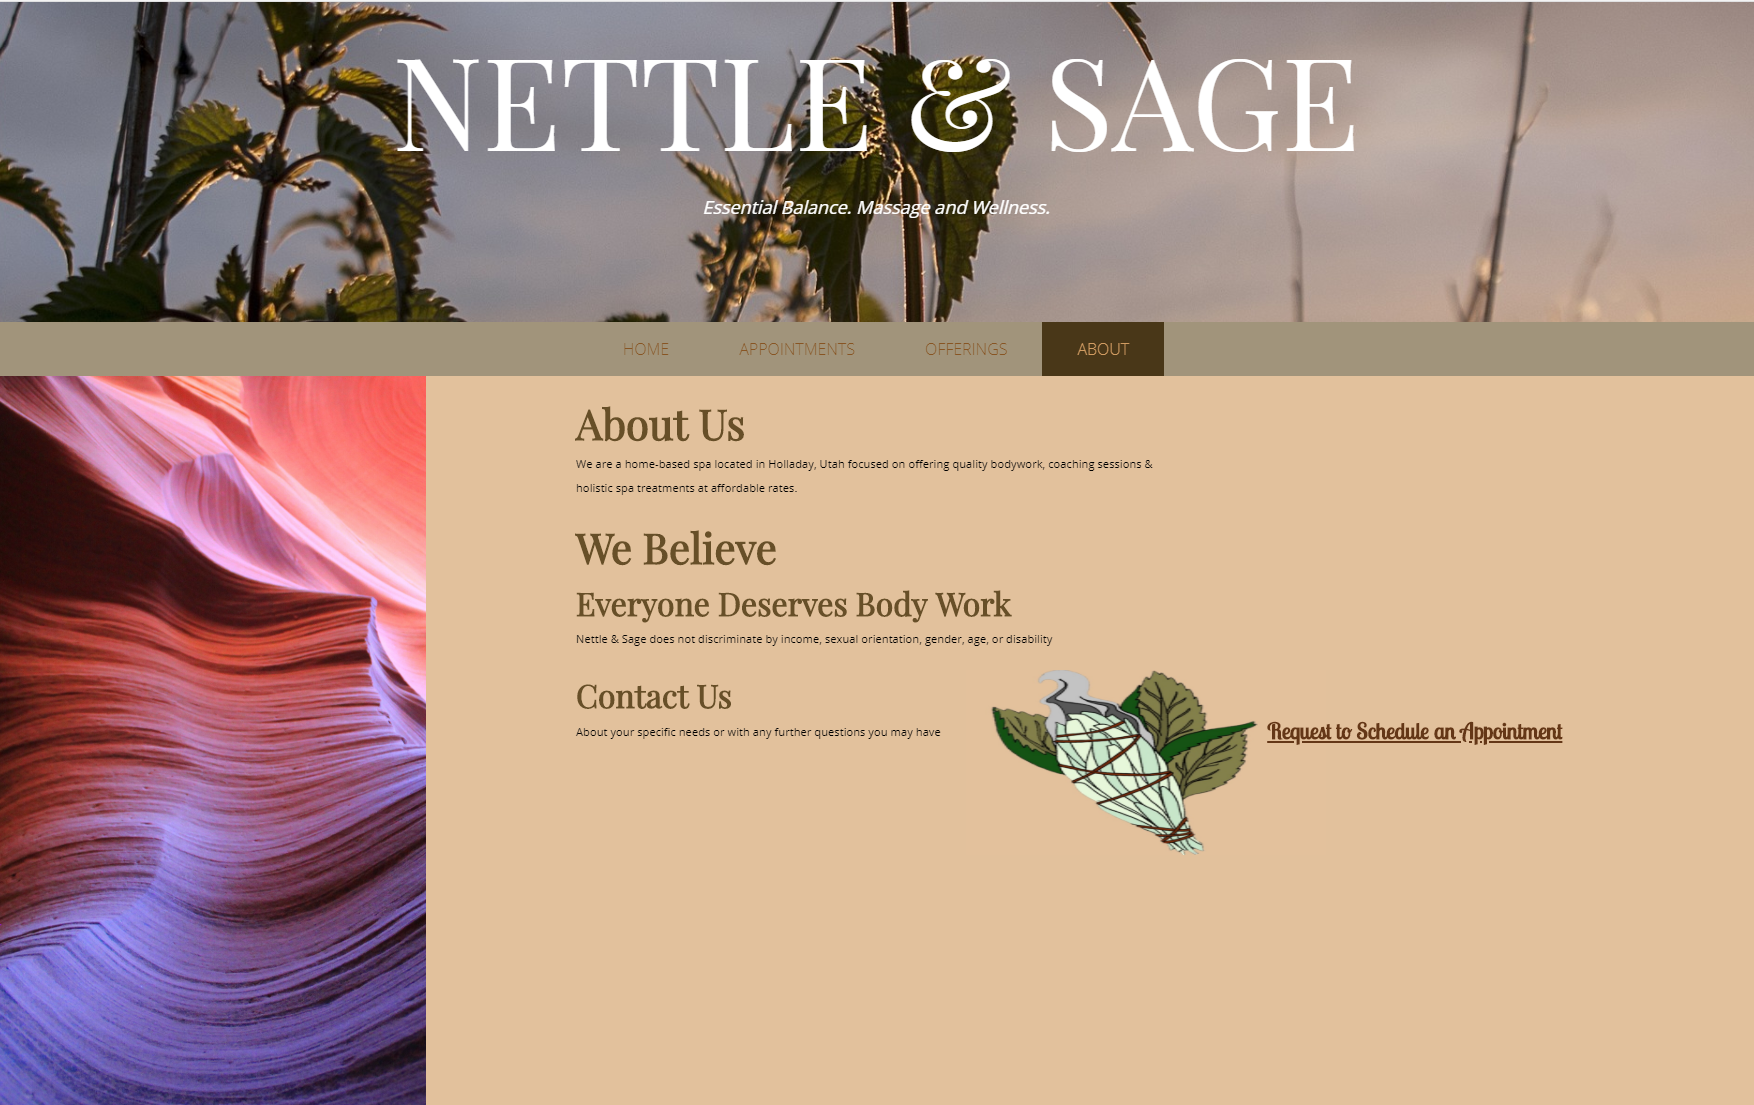 NETTLE & SAGE
Essential Balance. Massage and Wellness.
HOME APPOINTMENTS OFFERINGS ABOUT
About Us
We are a home-based spa located in Holladay, Utah focused on offering quality bodywork, coaching sessions &
holistic spa treatments at affordable rates.
We Believe
Everyone Deserves Body Work
Nettle & Sage does not discriminate by income, sexual orientation, gender, age, or disability
Contact Us
About your specific needs or with any further questions you may have
Request to Schedule an Appointment